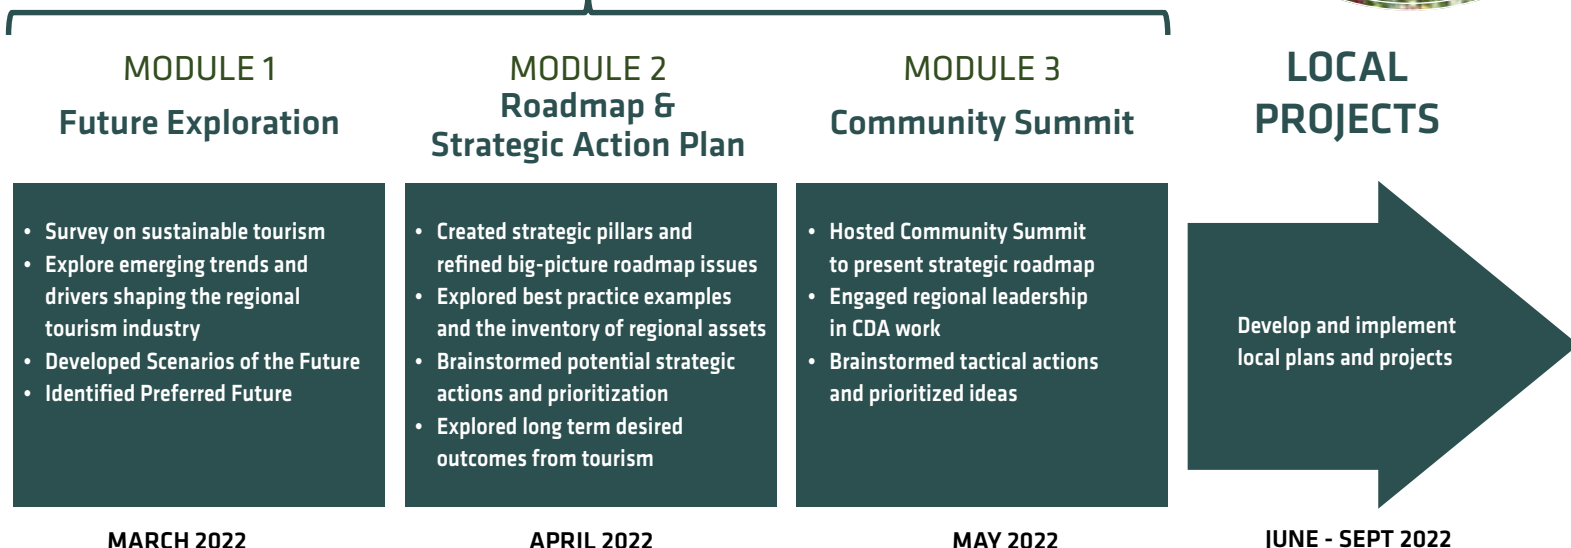 MODULE 1
Future Exploration
• Survey on sustainable tourism
• Explore emerging trends and
drivers shaping the regional
tourism industry
• Developed Scenarios of the Future
• Identified Preferred Future
MARCH 2022
MODULE 2
Roadmap &
Strategic Action Plan
• Created strategic pillars and
refined big-picture roadmap issues
• Explored best practice examples
and the inventory of regional assets
• Brainstormed potential strategic
actions and prioritization
• Explored long term desired
outcomes from tourism
APRIL 2022
MODULE 3
Community Summit
• Hosted Community Summit
to present strategic roadmap
• Engaged regional leadership
in CDA work
• Brainstormed tactical actions
and prioritized ideas
MAY 2022
LOCAL
PROJECTS
Develop and implement
local plans and projects
JUNE - SEPT 2022